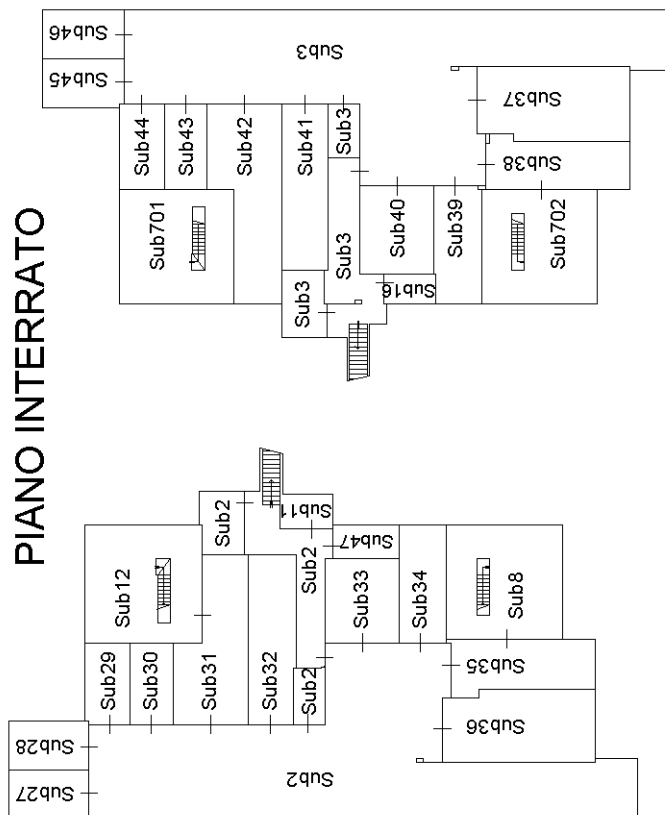 PIANO INTERRATO
Sub46
Sub45
Sub3
Sub37
Sub38
Sub44
Sub43
Sub42
Sub41
Sub3
Sub701
Sub3
Sub40
Sub39
Sub702
Sub3
Sub16
Sub2
Sub11
Sub12
Sub2
Sub47
Sub33
Sub34
Sub8
Sub29
Sub30
Sub31
Sub32
Sub2
Sub35
Sub36
Sub28
Sub27
Sub2